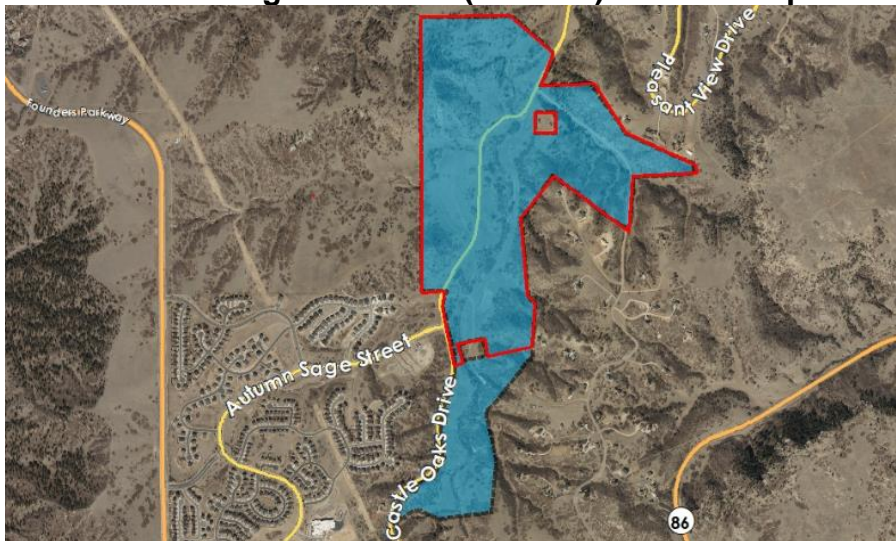 Founders Parkway
Pleasant View Drive
Autumn Sage Street
Castle Oaks Drive
86